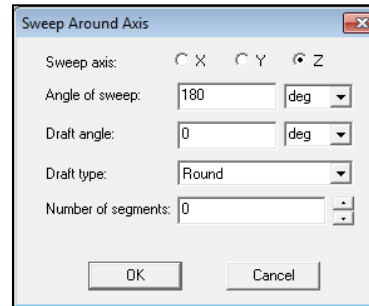 Sweep Around Axis
Sweep axis: X Y Z
Angle of sweep: 180 deg
Draft angle: 0 deg
Draft type: Round
Number of segments: 0
OK Cancel